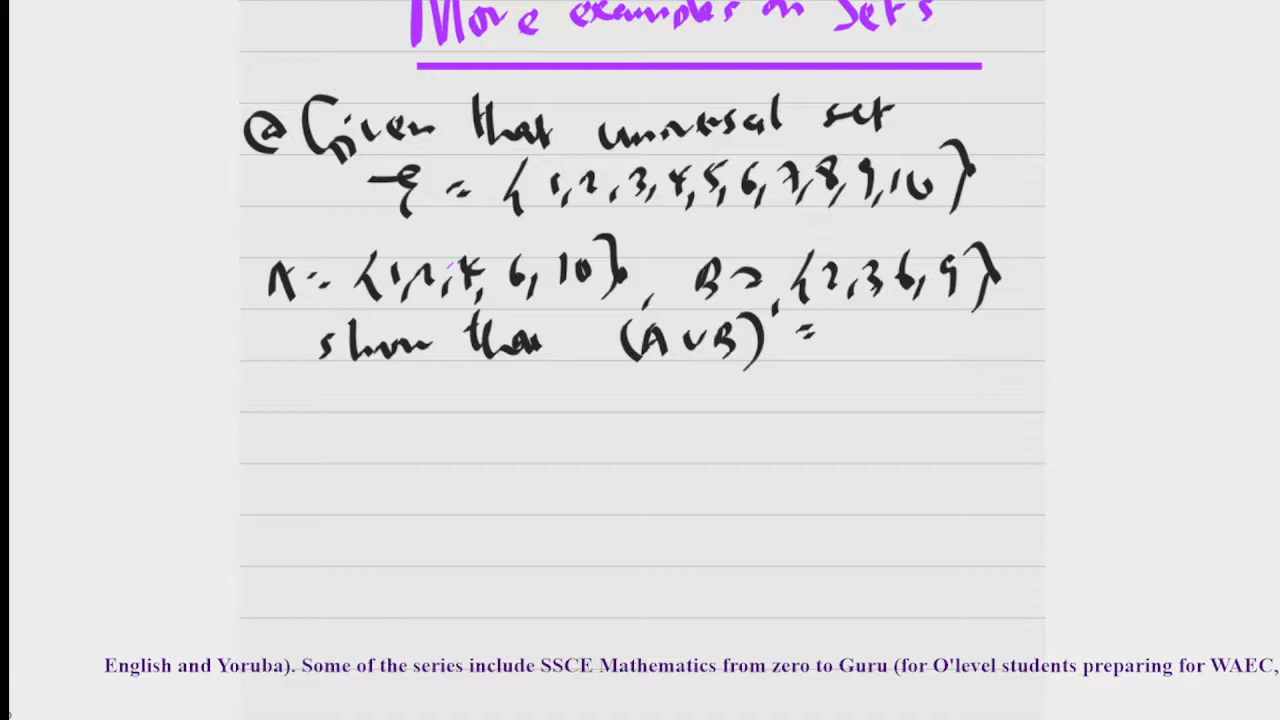 More examples on sets
@ Given that universal set
ξ = {1,2,3,4,5,6,7,8,9,10}
A = {1,2,4,6,10}, B = {2,3 6,9}
show that (A ∪ B)' =
English and Yoruba). Some of the series include SSCE Mathematics from zero to Guru (for O'level students preparing for WAEC,